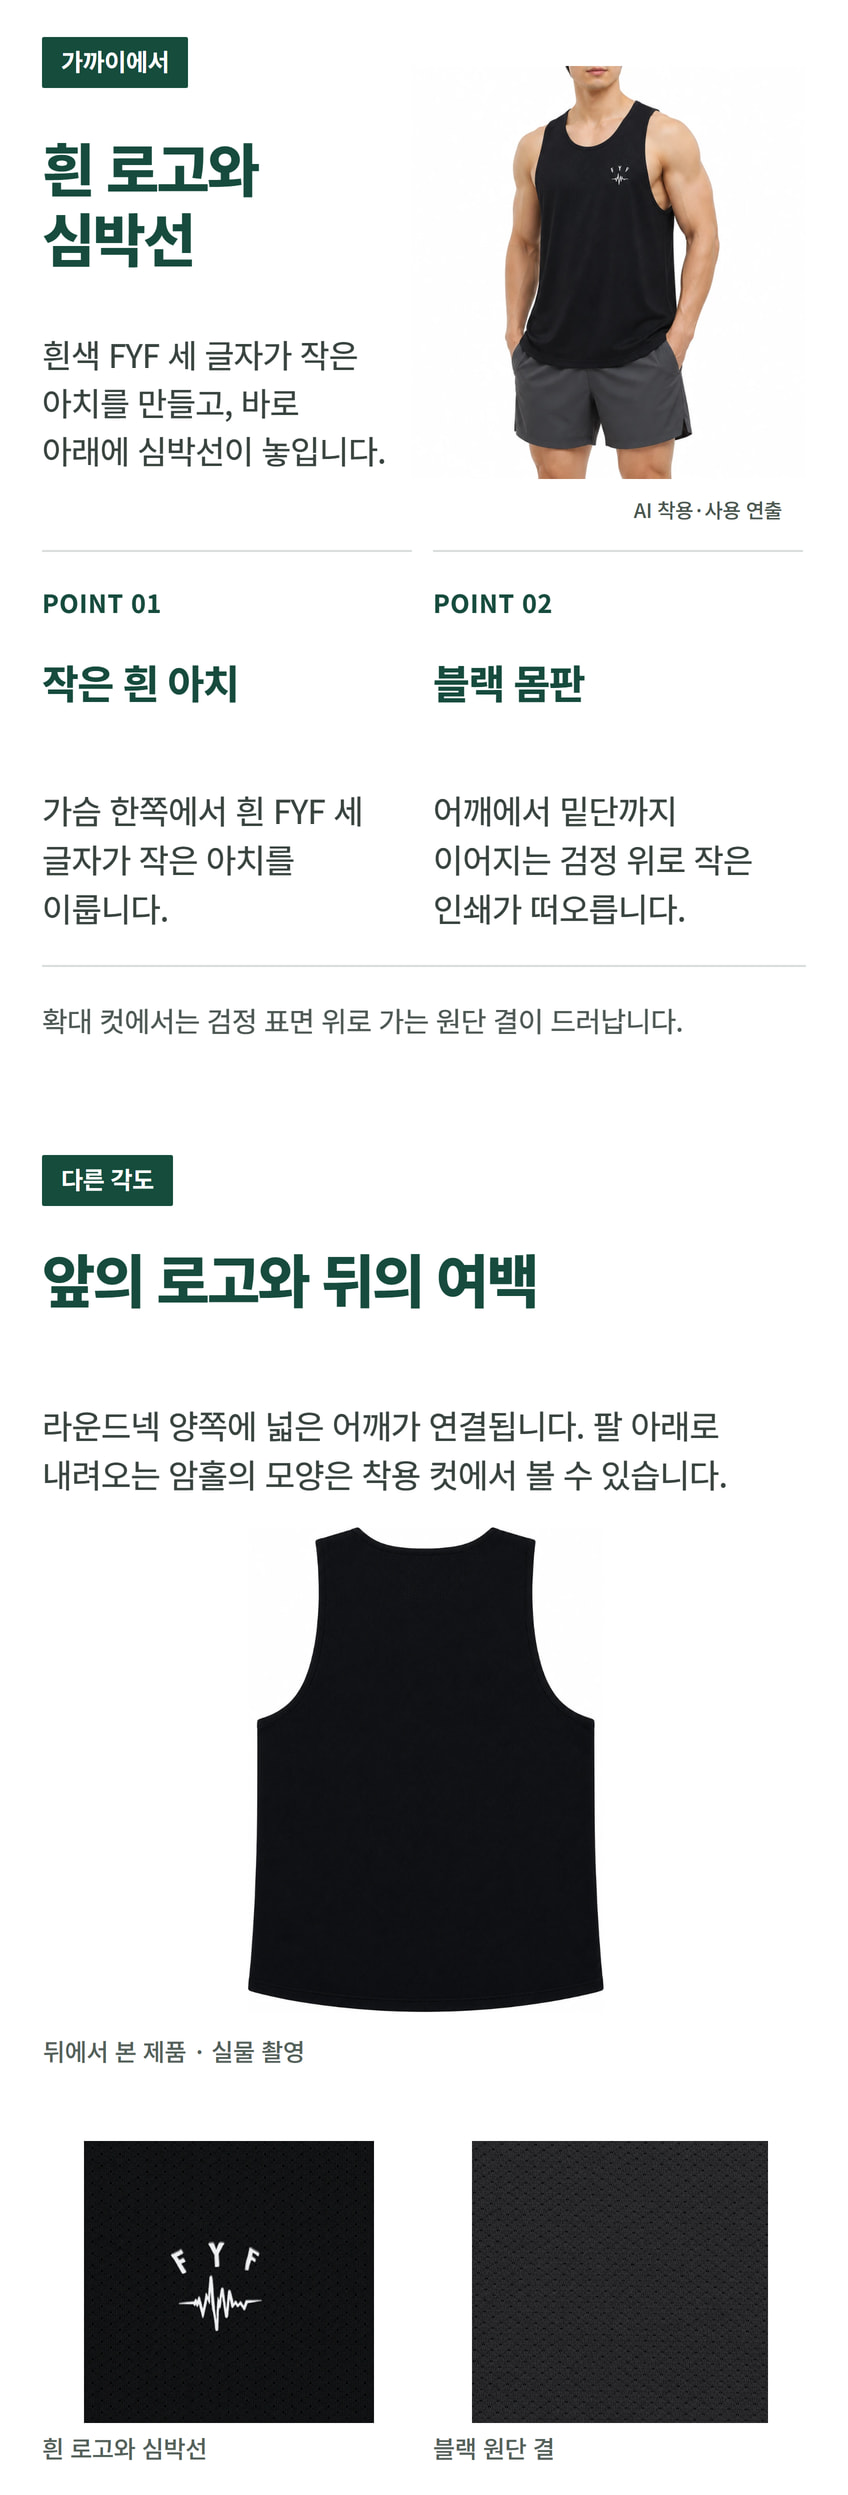 가까이에서
흰 로고와
심박선
흰색 FYF 세 글자가 작은
아치를 만들고, 바로
아래에 심박선이 놓입니다.
AI 착용·사용 연출
POINT 01
작은 흰 아치
가슴 한쪽에서 흰 FYF 세
글자가 작은 아치를
이룹니다.
POINT 02
블랙 몸판
어깨에서 밑단까지
이어지는 검정 위로 작은
인쇄가 떠오릅니다.
확대 컷에서는 검정 표면 위로 가는 원단 결이 드러납니다.
다른 각도
앞의 로고와 뒤의 여백
라운드넥 양쪽에 넓은 어깨가 연결됩니다. 팔 아래로
내려오는 암홀의 모양은 착용 컷에서 볼 수 있습니다.
뒤에서 본 제품 · 실물 촬영
F Y F
흰 로고와 심박선
블랙 원단 결